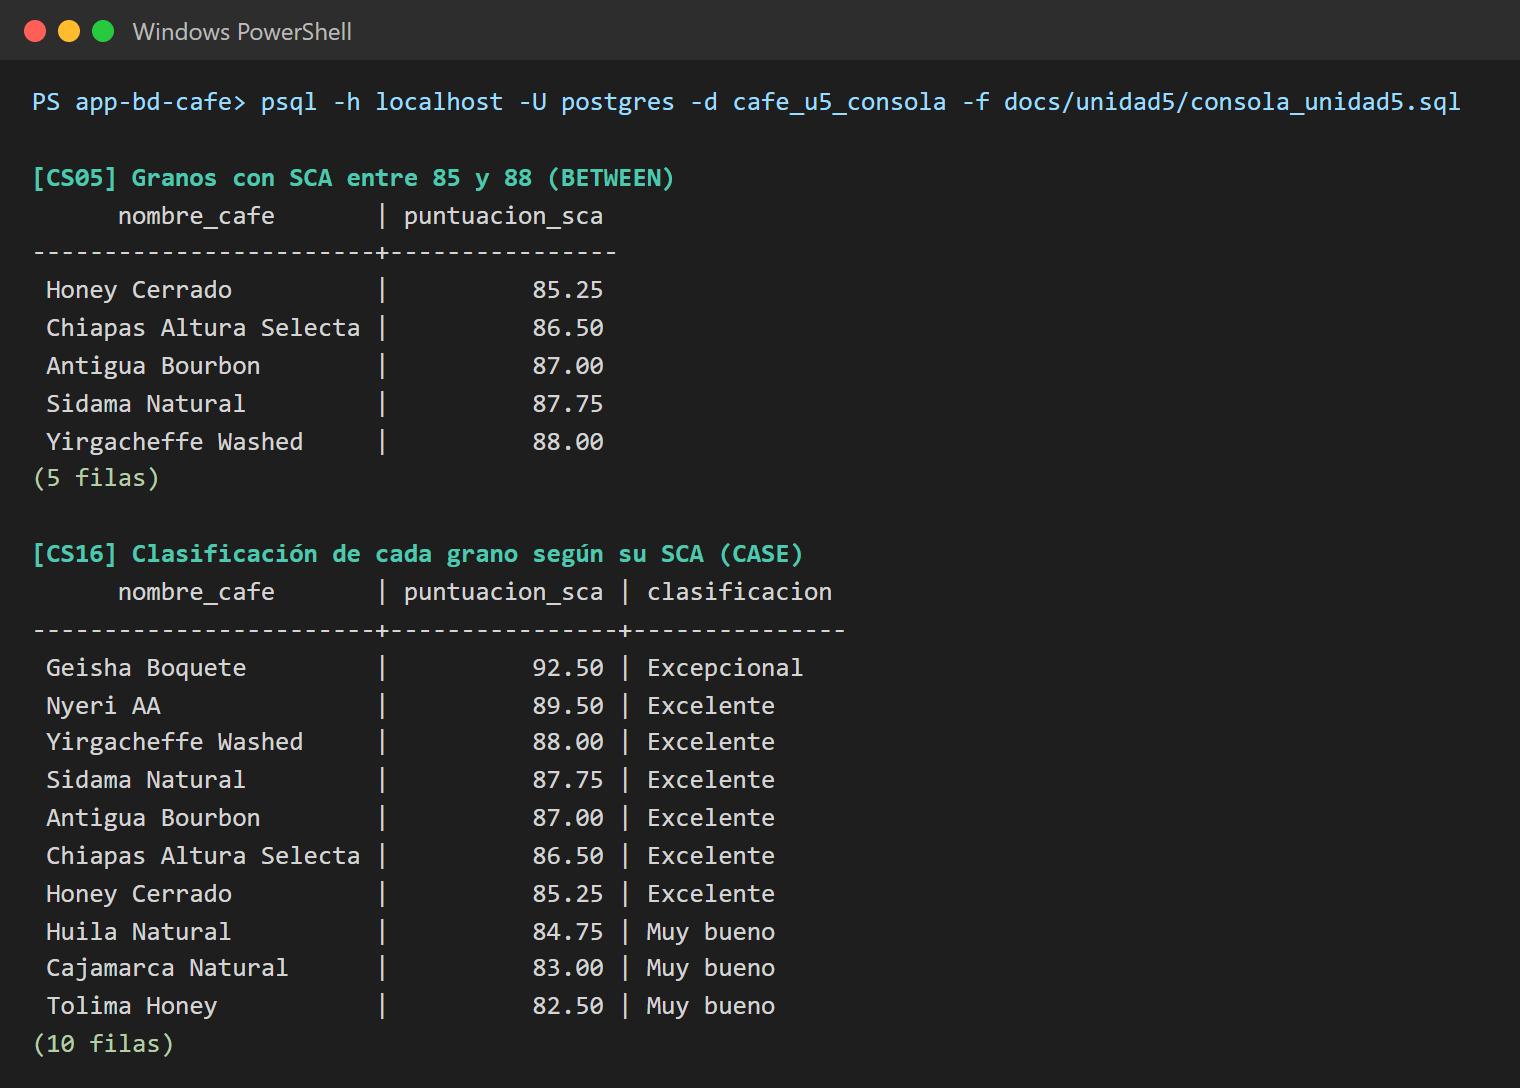 Windows PowerShell
PS app-bd-cafe> psql -h localhost -U postgres -d cafe_u5_consola -f docs/unidad5/consola_unidad5.sql
[CS05] Granos con SCA entre 85 y 88 (BETWEEN)
      nombre_cafe       | puntuacion_sca
------------------------+----------------
 Honey Cerrado          |          85.25
 Chiapas Altura Selecta |          86.50
 Antigua Bourbon        |          87.00
 Sidama Natural         |          87.75
 Yirgacheffe Washed     |          88.00
(5 filas)
[CS16] Clasificación de cada grano según su SCA (CASE)
      nombre_cafe       | puntuacion_sca | clasificacion
------------------------+----------------+---------------
 Geisha Boquete         |          92.50 | Excepcional
 Nyeri AA               |          89.50 | Excelente
 Yirgacheffe Washed     |          88.00 | Excelente
 Sidama Natural         |          87.75 | Excelente
 Antigua Bourbon        |          87.00 | Excelente
 Chiapas Altura Selecta |          86.50 | Excelente
 Honey Cerrado          |          85.25 | Excelente
 Huila Natural          |          84.75 | Muy bueno
 Cajamarca Natural      |          83.00 | Muy bueno
 Tolima Honey           |          82.50 | Muy bueno
(10 filas)